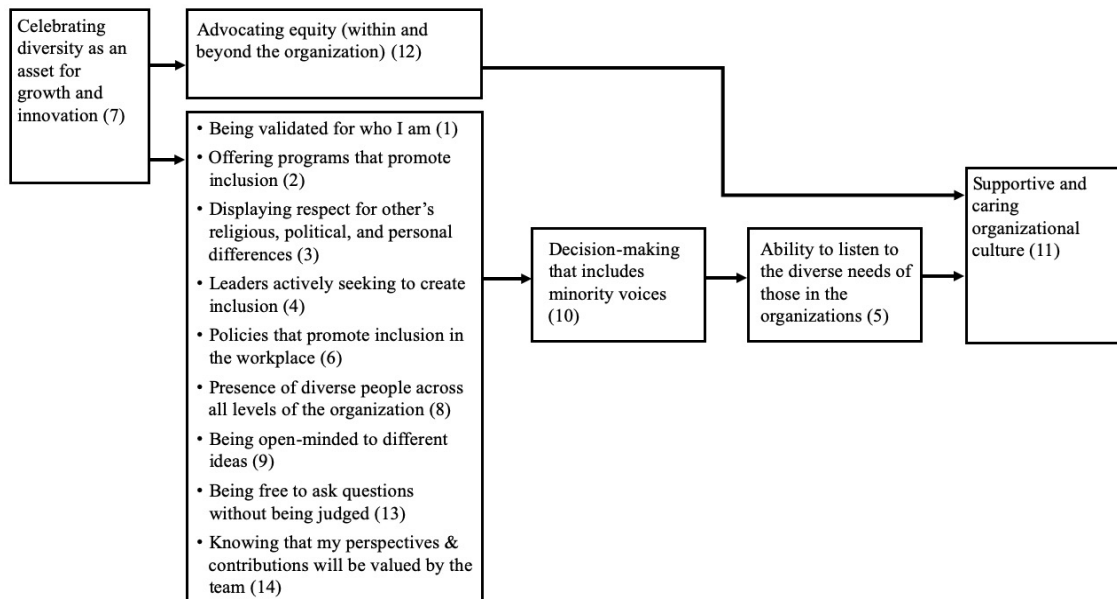 Celebrating
diversity as an
asset for
growth and
innovation (7)
Advocating equity (within and
beyond the organization) (12)
• Being validated for who I am (1)
• Offering programs that promote
inclusion (2)
• Displaying respect for other's
religious, political, and personal
differences (3)
• Leaders actively seeking to create
inclusion (4)
• Policies that promote inclusion in
the workplace (6)
• Presence of diverse people across
all levels of the organization (8)
• Being open-minded to different
ideas (9)
• Being free to ask questions
without being judged (13)
• Knowing that my perspectives &
contributions will be valued by the
team (14)
Decision-making
that includes
minority voices
(10)
Ability to listen to
the diverse needs of
those in the
organizations (5)
Supportive and
caring
organizational
culture (11)